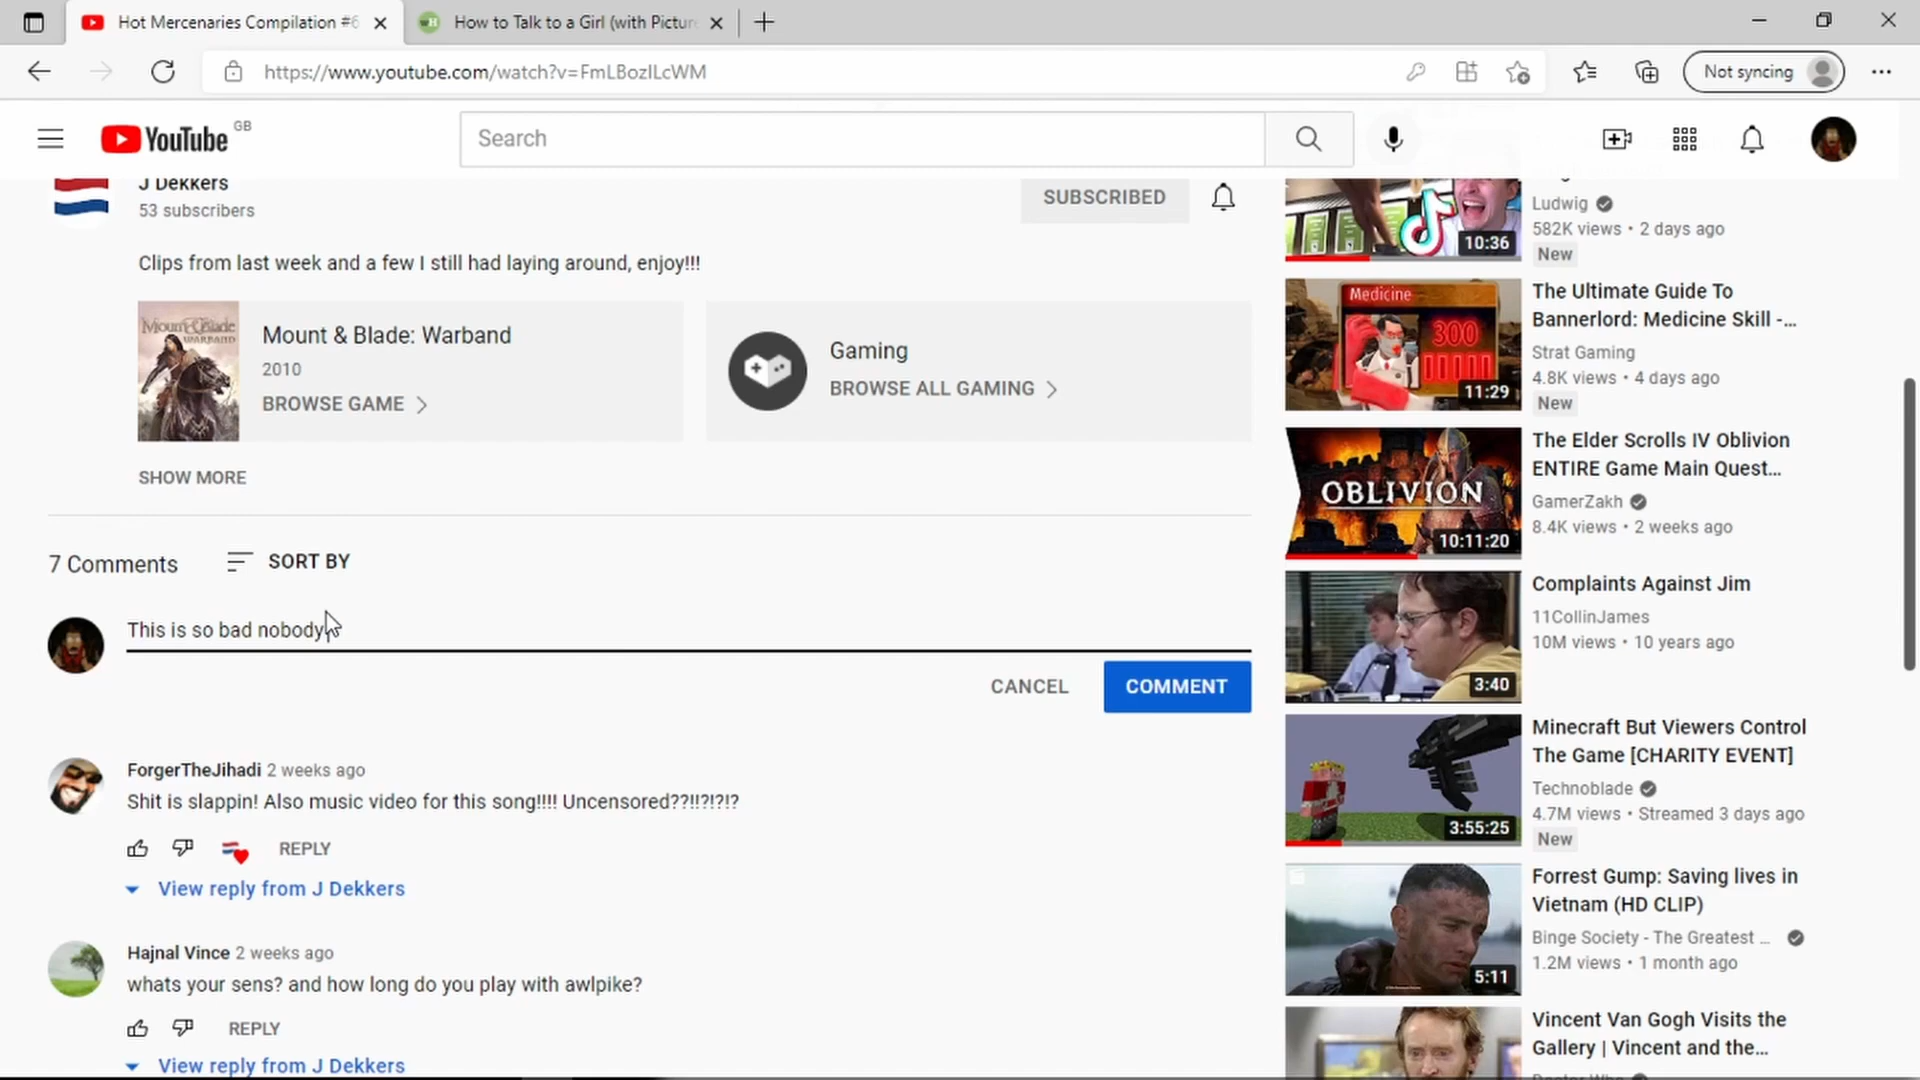 Hot Mercenaries Compilation #6
How to Talk to a Girl (with Pictur
https://www.youtube.com/watch?v=FmLBozILcWM
Not syncing
YouTube GB
Search
J Dekkers
53 subscribers
SUBSCRIBED
Clips from last week and a few I still had laying around, enjoy!!!
Mount & Blade
WARBAND
Mount & Blade: Warband
2010
BROWSE GAME
Gaming
BROWSE ALL GAMING
SHOW MORE
7 Comments
SORT BY
This is so bad nobody
CANCEL
COMMENT
ForgerTheJihadi 2 weeks ago
Shit is slappin! Also music video for this song!!!! Uncensored??!!?!?!?
REPLY
View reply from J Dekkers
Hajnal Vince 2 weeks ago
whats your sens? and how long do you play with awlpike?
REPLY
View reply from J Dekkers
10:36
Ludwig
582K views • 2 days ago
New
Medicine
300
11:29
The Ultimate Guide To
Bannerlord: Medicine Skill -...
Strat Gaming
4.8K views • 4 days ago
New
OBLIVION
10:11:20
The Elder Scrolls IV Oblivion
ENTIRE Game Main Quest...
GamerZakh
8.4K views • 2 weeks ago
3:40
Complaints Against Jim
11CollinJames
10M views • 10 years ago
3:55:25
Minecraft But Viewers Control
The Game [CHARITY EVENT]
Technoblade
4.7M views • Streamed 3 days ago
New
5:11
Forrest Gump: Saving lives in
Vietnam (HD CLIP)
Binge Society - The Greatest ...
1.2M views • 1 month ago
Vincent Van Gogh Visits the
Gallery | Vincent and the...